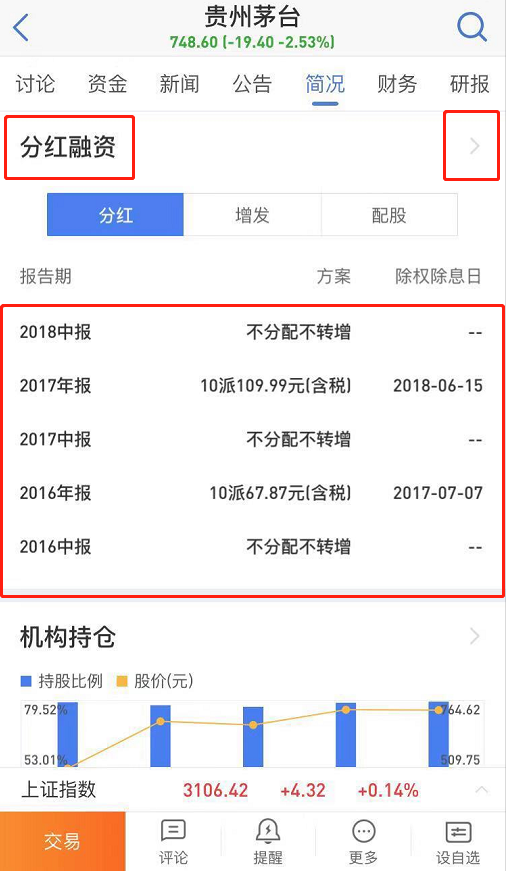 贵州茅台
748.60 (-19.40 -2.53%)
讨论 资金 新闻 公告 简况 财务 研报
分红融资
分红 增发 配股
报告期 方案 除权除息日
2018中报 不分配不转增 --
2017年报 10派109.99元(含税) 2018-06-15
2017中报 不分配不转增 --
2016年报 10派67.87元(含税) 2017-07-07
2016中报 不分配不转增 --
机构持仓
持股比例 股价(元)
79.52% 764.62
53.01% 509.75
上证指数 3106.42 +4.32 +0.14%
交易 评论 提醒 更多 设自选